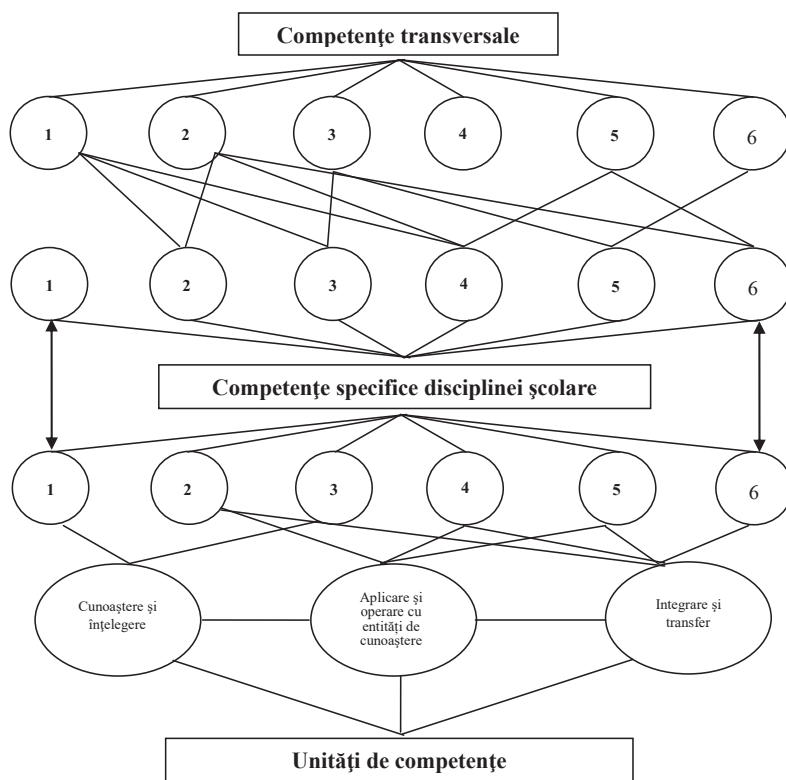 Competenţe transversale
1 2 3 4 5 6
1 2 3 4 5 6
Competenţe specifice disciplinei şcolare
1 2 3 4 5 6
Cunoaştere şi
înţelegere
Aplicare şi
operare cu
entităţi de
cunoaştere
Integrare şi
transfer
Unităţi de competenţe